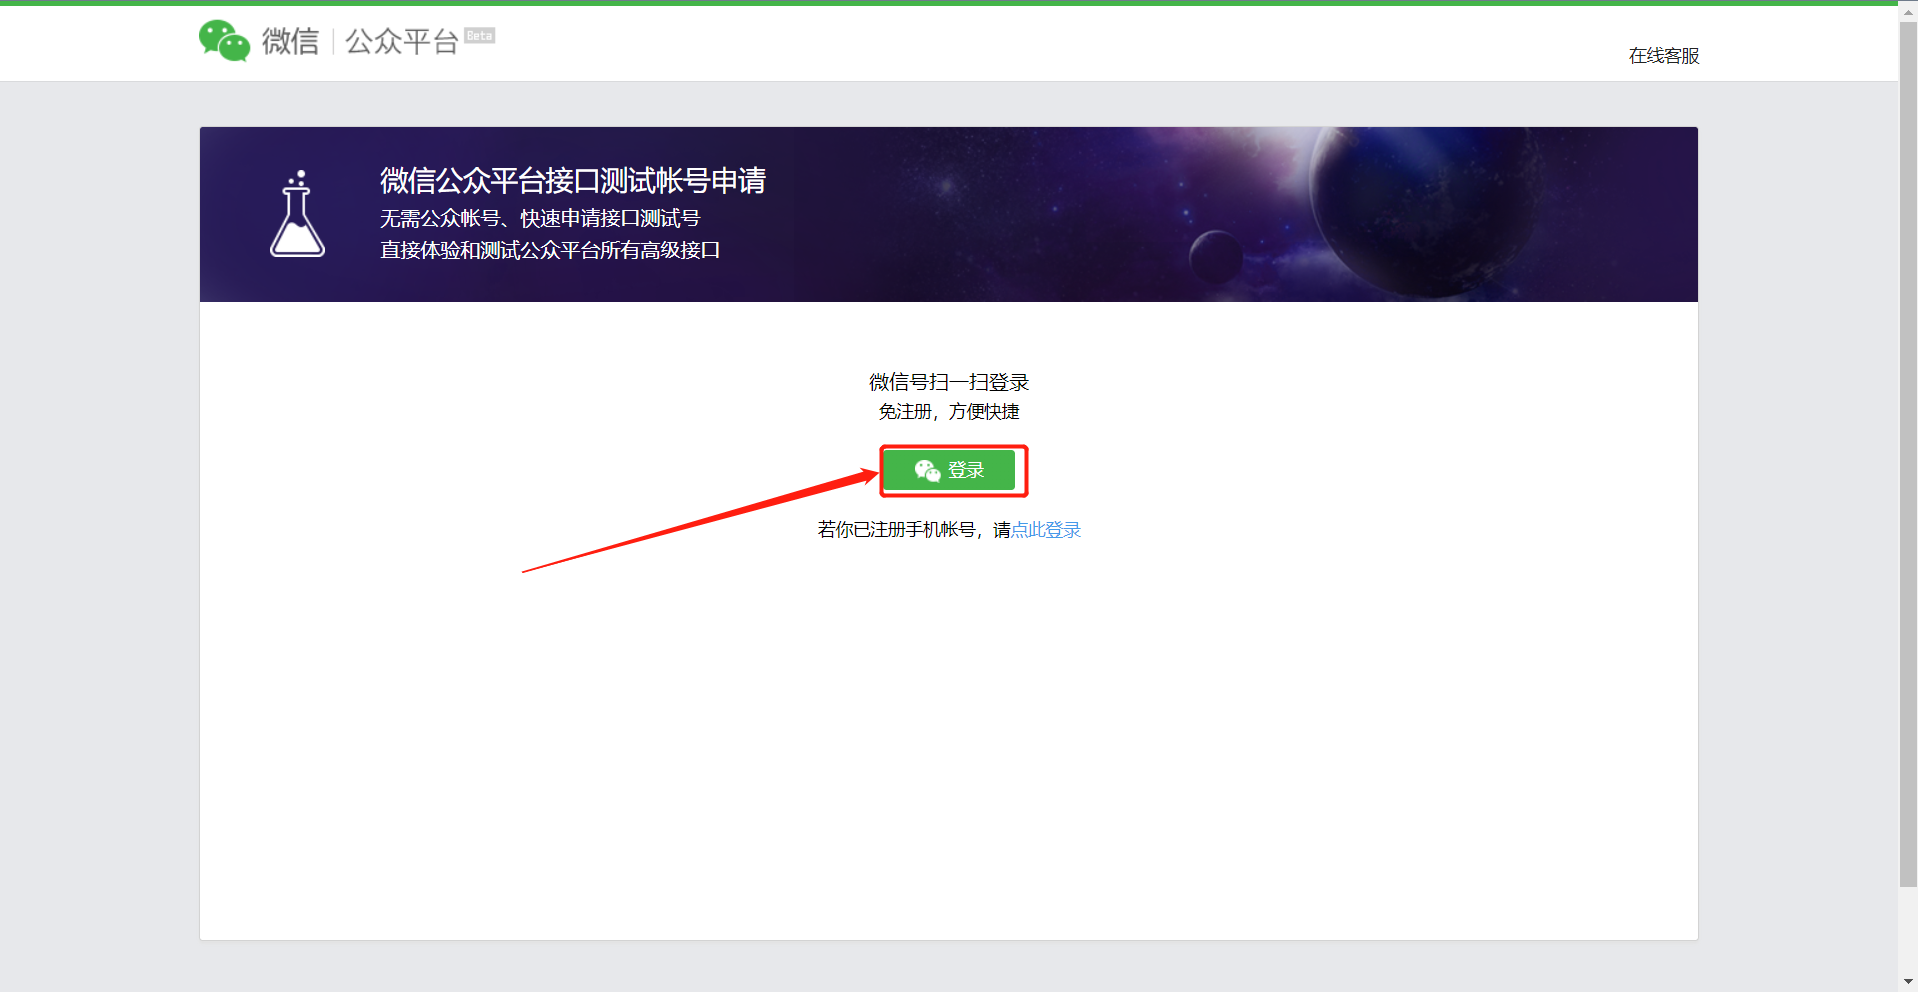 微信 | 公众平台 Beta
在线客服
微信公众平台接口测试帐号申请
无需公众帐号、快速申请接口测试号
直接体验和测试公众平台所有高级接口
微信号扫一扫登录
免注册，方便快捷
登录
若你已注册手机帐号，请点此登录